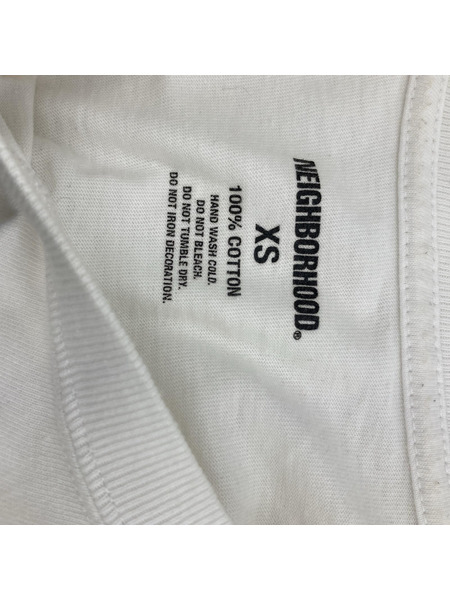 NEIGHBORHOOD®
XS
100% COTTON
HAND WASH COLD.
DO NOT BLEACH.
DO NOT TUMBLE DRY.
DO NOT IRON DECORATION.